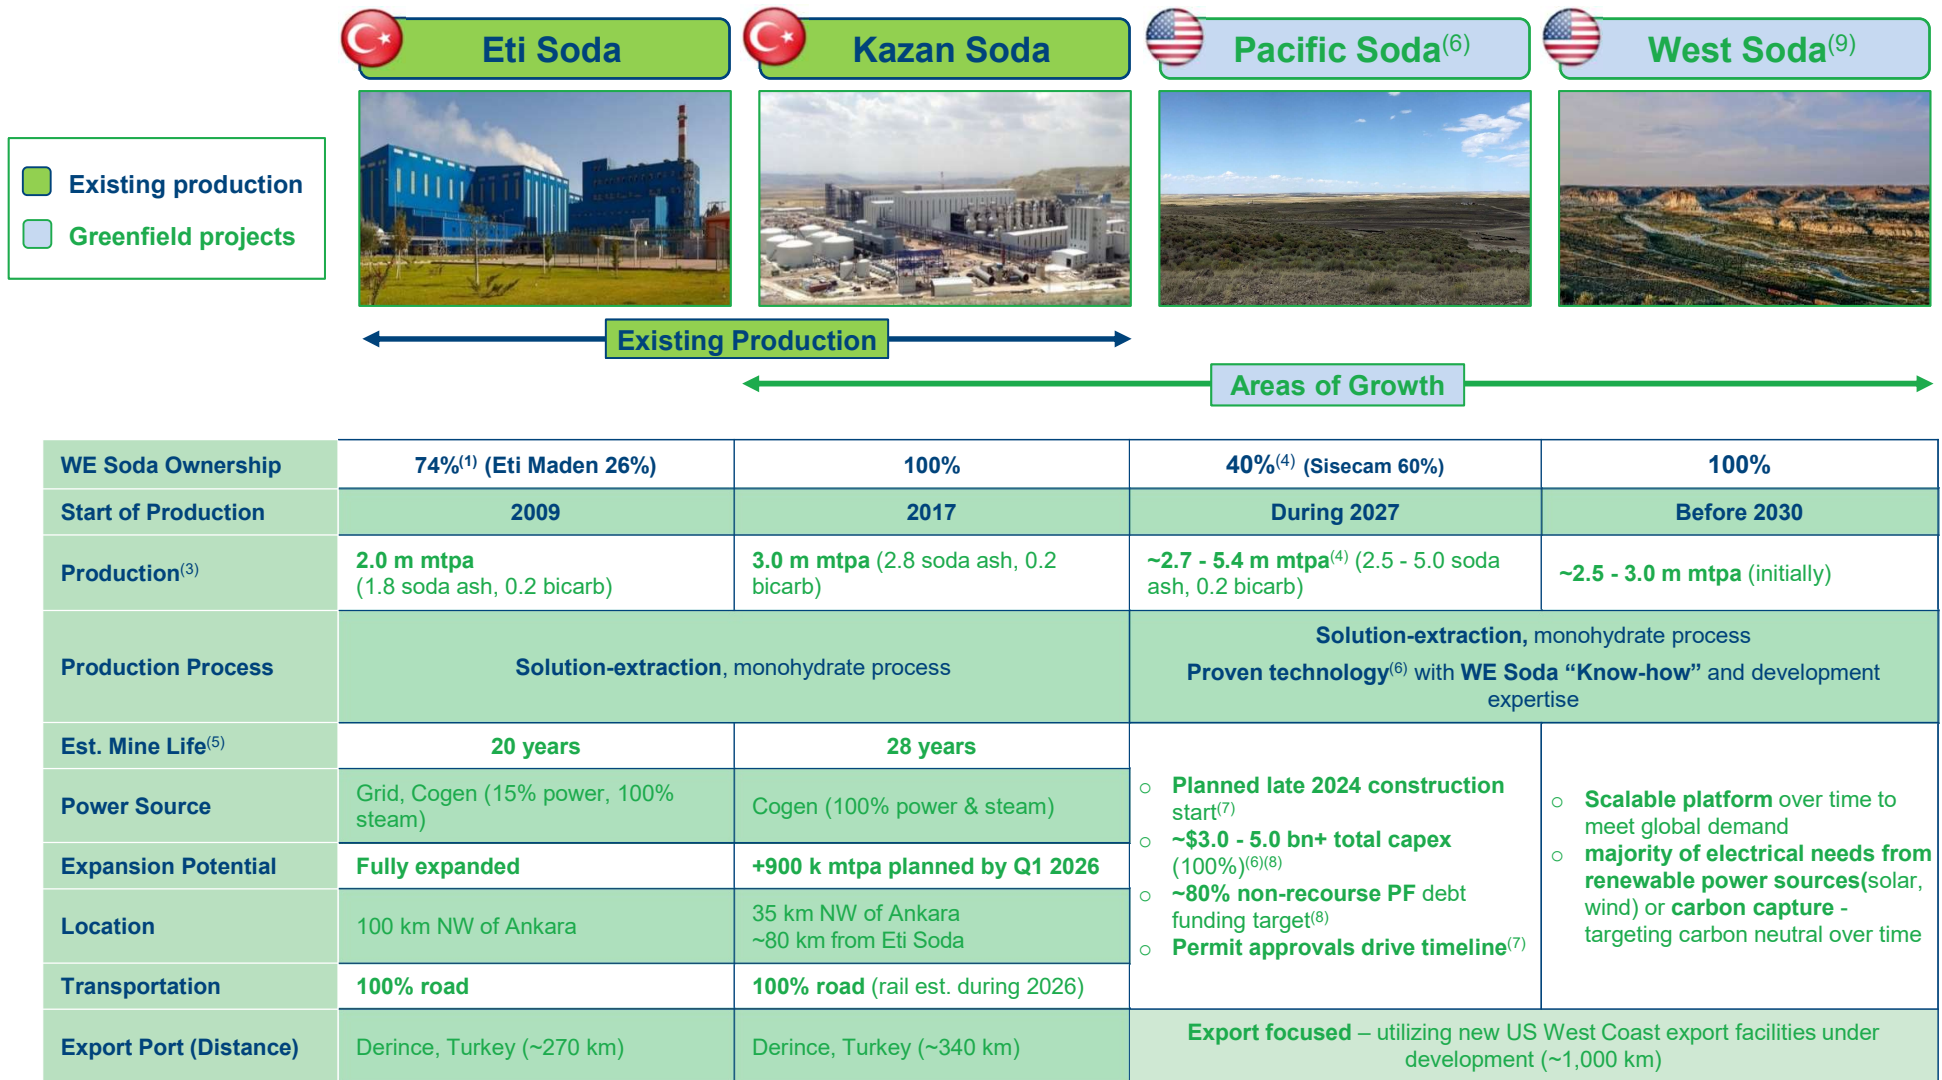 Eti Soda
Kazan Soda
Pacific Soda(6)
West Soda(9)
Existing production
Greenfield projects
Existing Production
Areas of Growth
WE Soda Ownership
74%(1) (Eti Maden 26%)
100%
40%(4) (Sisecam 60%)
100%
Start of Production
2009
2017
During 2027
Before 2030
Production(3)
2.0 m mtpa
(1.8 soda ash, 0.2 bicarb)
3.0 m mtpa (2.8 soda ash, 0.2
bicarb)
~2.7 - 5.4 m mtpa(4) (2.5 - 5.0 soda
ash, 0.2 bicarb)
~2.5 - 3.0 m mtpa (initially)
Production Process
Solution-extraction, monohydrate process
Solution-extraction, monohydrate process
Proven technology(6) with WE Soda “Know-how” and development
expertise
Est. Mine Life(5)
20 years
28 years
Power Source
Grid, Cogen (15% power, 100%
steam)
Cogen (100% power & steam)
Expansion Potential
Fully expanded
+900 k mtpa planned by Q1 2026
Location
100 km NW of Ankara
35 km NW of Ankara
~80 km from Eti Soda
Transportation
100% road
100% road (rail est. during 2026)
○ Planned late 2024 construction
start(7)
○ ~$3.0 - 5.0 bn+ total capex
(100%)(6)(8)
○ ~80% non-recourse PF debt
funding target(8)
○ Permit approvals drive timeline(7)
○ Scalable platform over time to
meet global demand
○ majority of electrical needs from
renewable power sources(solar,
wind) or carbon capture -
targeting carbon neutral over time
Export Port (Distance)
Derince, Turkey (~270 km)
Derince, Turkey (~340 km)
Export focused – utilizing new US West Coast export facilities under
development (~1,000 km)